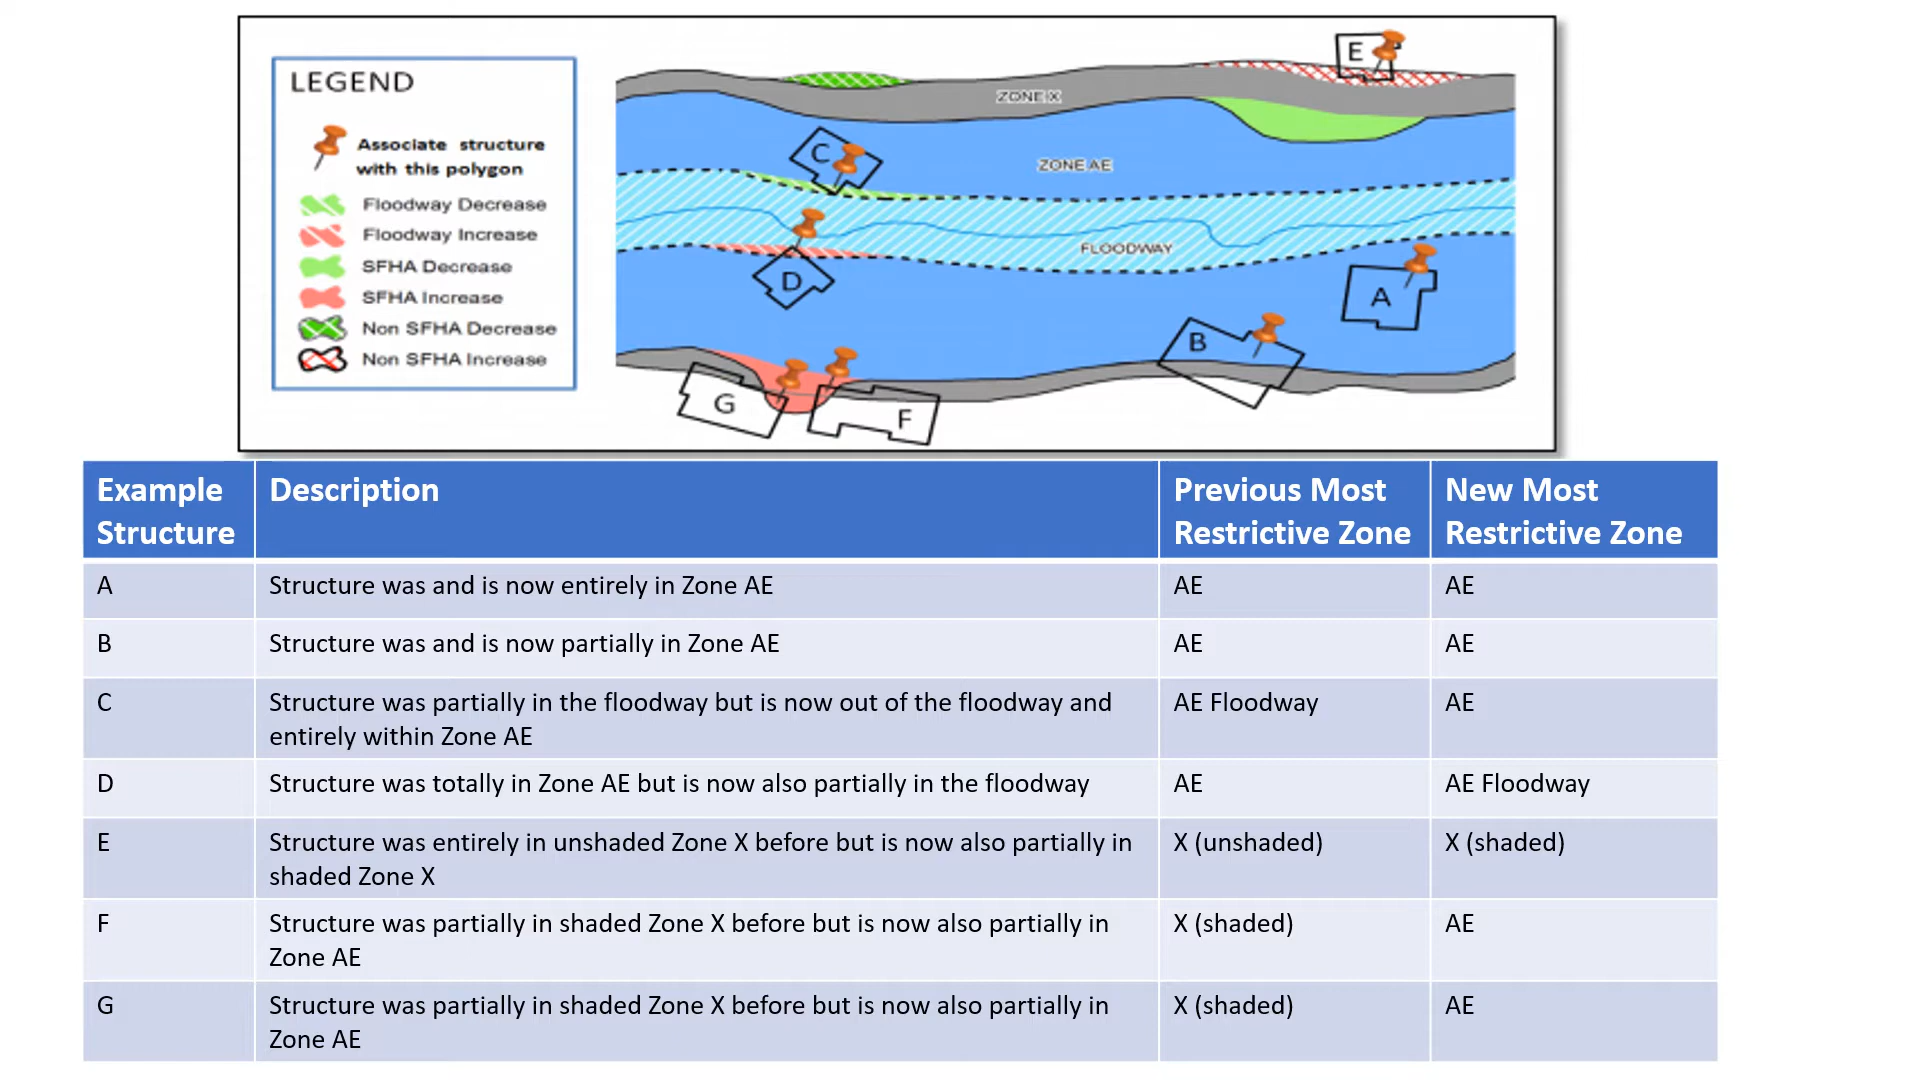 LEGEND
Associate structure
with this polygon
Floodway Decrease
Floodway Increase
SFHA Decrease
SFHA Increase
Non SFHA Decrease
Non SFHA Increase
E
ZONE X
C
ZONE AE
FLOODWAY
D
A
B
G
F
Example
Structure
Description
Previous Most
Restrictive Zone
New Most
Restrictive Zone
A
Structure was and is now entirely in Zone AE
AE
AE
B
Structure was and is now partially in Zone AE
AE
AE
C
Structure was partially in the floodway but is now out of the floodway and
entirely within Zone AE
AE Floodway
AE
D
Structure was totally in Zone AE but is now also partially in the floodway
AE
AE Floodway
E
Structure was entirely in unshaded Zone X before but is now also partially in
shaded Zone X
X (unshaded)
X (shaded)
F
Structure was partially in shaded Zone X before but is now also partially in
Zone AE
X (shaded)
AE
G
Structure was partially in shaded Zone X before but is now also partially in
Zone AE
X (shaded)
AE